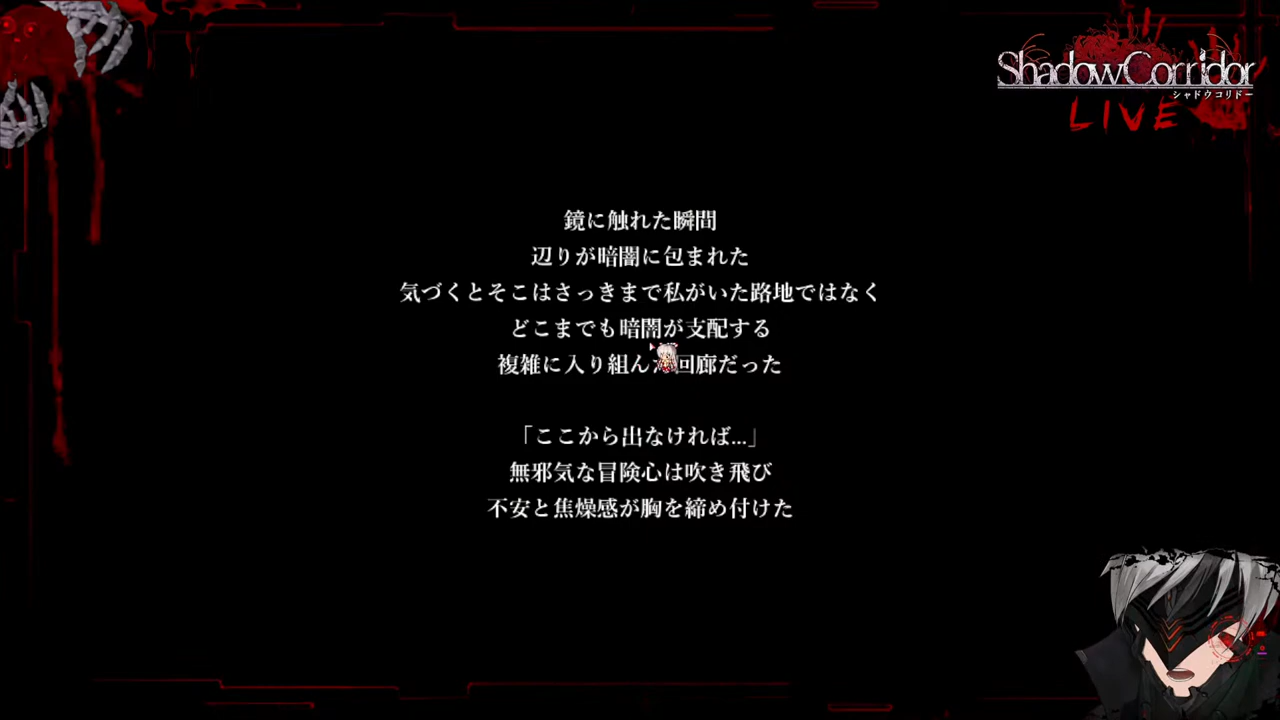 Shadow Corridor
シャドウコリドー
LIVE
鏡に触れた瞬間
辺りが暗闇に包まれた
気づくとそこはさっきまで私がいた路地ではなく
どこまでも暗闇が支配する
複雑に入り組んだ回廊だった
「ここから出なければ...」
無邪気な冒険心は吹き飛び
不安と焦燥感が胸を締め付けた